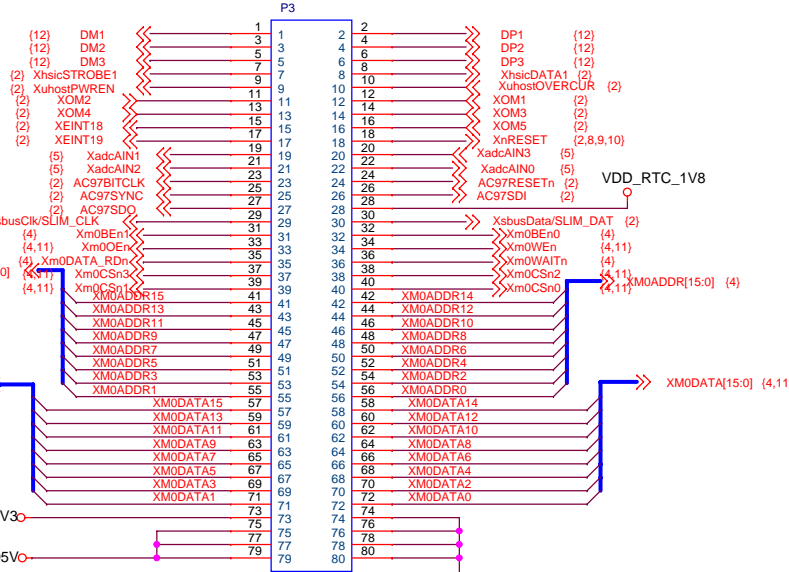 P3
{12} DM1 1 1 2 2 DP1 {12}
{12} DM2 3 3 4 4 DP2 {12}
{12} DM3 5 5 6 6 DP3 {12}
{2} XhsicSTROBE1 7 7 8 8 XhsicDATA1 {2}
{2} XuhostPWREN 9 9 10 10 XuhostOVERCUR {2}
{2} XOM2 11 11 12 12 XOM1 {2}
{2} XOM4 13 13 14 14 XOM3 {2}
{2} XEINT18 15 15 16 16 XOM5 {2}
{2} XEINT19 17 17 18 18 XnRESET {2,8,9,10}
{5} XadcAIN1 19 19 20 20 XadcAIN3 {5}
{5} XadcAIN2 21 21 22 22 XadcAIN0 {5}
{2} AC97BITCLK 23 23 24 24 AC97RESETn {2}
{2} AC97SYNC 25 25 26 26 AC97SDI {2}
{2} AC97SDO 27 27 28 28 VDD_RTC_1V8
sbusClk/SLIM_CLK 29 29 30 30 XsbusData/SLIM_DAT {2}
{4} Xm0BEn1 31 31 32 32 Xm0BEn0 {4}
{4,11} Xm0OEn 33 33 34 34 Xm0WEn {4,11}
{4} Xm0DATA_RDn 35 35 36 36 Xm0WAITn {4}
0] {4,11} Xm0CSn3 37 37 38 38 Xm0CSn2 {4,11} XM0ADDR[15:0] {4}
{4,11} Xm0CSn1 39 39 40 40 Xm0CSn0 {4,11}
XM0ADDR15 41 41 42 42 XM0ADDR14
XM0ADDR13 43 43 44 44 XM0ADDR12
XM0ADDR11 45 45 46 46 XM0ADDR10
XM0ADDR9 47 47 48 48 XM0ADDR8
XM0ADDR7 49 49 50 50 XM0ADDR6
XM0ADDR5 51 51 52 52 XM0ADDR4
XM0ADDR3 53 53 54 54 XM0ADDR2 XM0DATA[15:0] {4,11
XM0ADDR1 55 55 56 56 XM0ADDR0
XM0DATA15 57 57 58 58 XM0DATA14
XM0DATA13 59 59 60 60 XM0DATA12
XM0DATA11 61 61 62 62 XM0DATA10
XM0DATA9 63 63 64 64 XM0DATA8
XM0DATA7 65 65 66 66 XM0DATA6
XM0DATA5 67 67 68 68 XM0DATA4
XM0DATA3 69 69 70 70 XM0DATA2
XM0DATA1 71 71 72 72 XM0DATA0
V3 73 73 74 74
75 75 76 76
77 77 78 78
5V 79 79 80 80